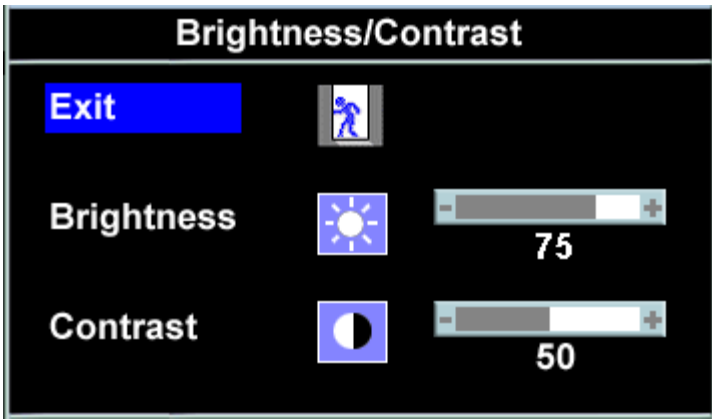 Brightness/Contrast
Exit
Brightness
- +
75
Contrast
- +
50